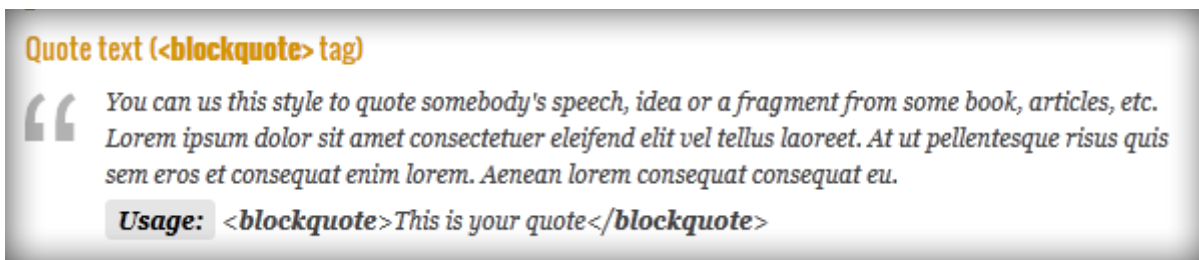 Quote text (<blockquote> tag)
“ You can us this style to quote somebody's speech, idea or a fragment from some book, articles, etc.
Lorem ipsum dolor sit amet consectetuer eleifend elit vel tellus laoreet. At ut pellentesque risus quis
sem eros et consequat enim lorem. Aenean lorem consequat consequat eu.
Usage: <blockquote>This is your quote</blockquote>